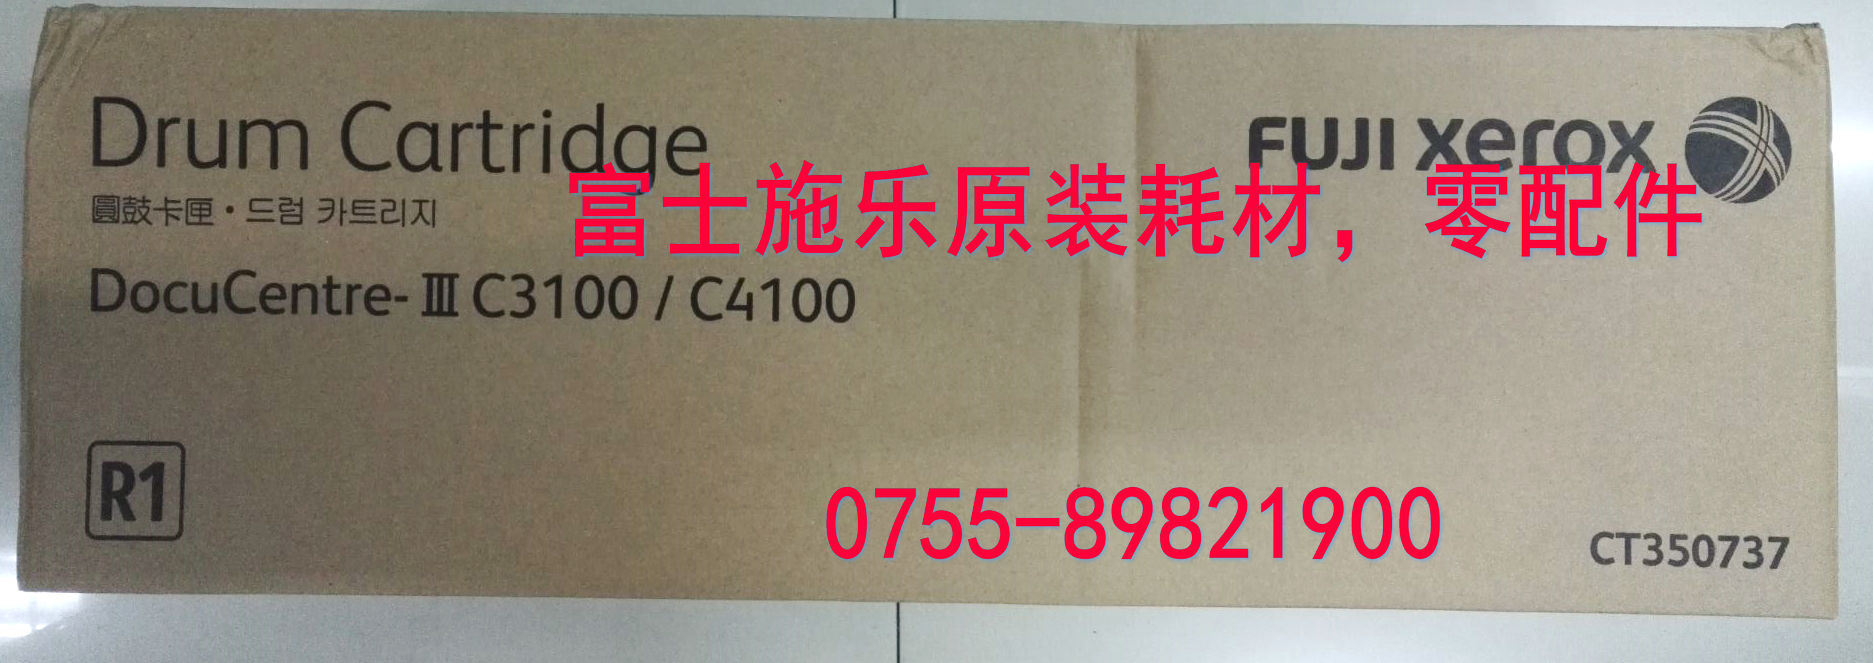 Drum Cartridge
FUJI xerox
富士施乐原装耗材，零配件
圓鼓卡匣・드럼 카트리지
DocuCentre-Ⅲ C3100 / C4100
R1
0755-89821900
CT350737